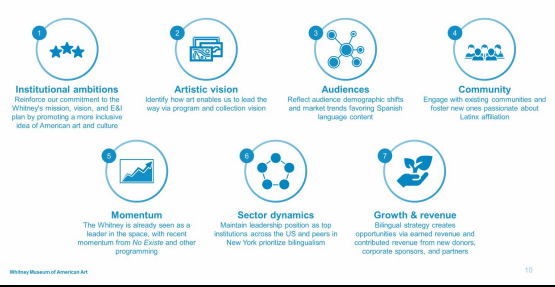 1
2
3
4
Institutional ambitions
Reinforce our commitment to the
Whitney's mission, vision, and E&I
plan by promoting a more inclusive
idea of American art and culture
Artistic vision
Identify how art enables us to lead the
way via program and collection vision
Audiences
Reflect audience demographic shifts
and market trends favoring Spanish
language content
Community
Engage with existing communities and
foster new ones passionate about
Latinx affiliation
5
6
7
Momentum
The Whitney is already seen as a
leader in the space, with recent
momentum from No Existe and other
programming
Sector dynamics
Maintain leadership position as top
institutions across the US and peers in
New York prioritize bilingualism
Growth & revenue
Bilingual strategy creates
opportunities via earned revenue and
contributed revenue from new donors,
corporate sponsors, and partners
Whitney Museum of American Art
10